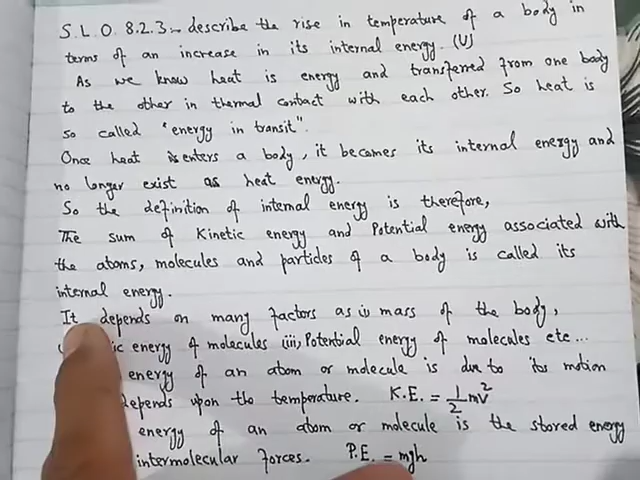 S.L.O. 8.2.3 :- describe the rise in temperature of a body in
terms of an increase in its internal energy. (U)
As we know heat is energy and transferred from one body
to the other in thermal contact with each other. So heat is
so called "energy in transit".
Once heat enters a body, it becomes its internal energy and
no longer exist as heat energy.
So the definition of internal energy is therefore,
The sum of Kinetic energy and Potential energy associated with
the atoms, molecules and particles of a body is called its
internal energy.
It depends on many factors as (i) mass of the body,
ic energy of molecules (iii) Potential energy of molecules etc...
energy of an atom or molecule is due to its motion
depends upon the temperature. K.E. = 1/2 mv²
energy of an atom or molecule is the stored energy
intermolecular forces. P.E. = mgh